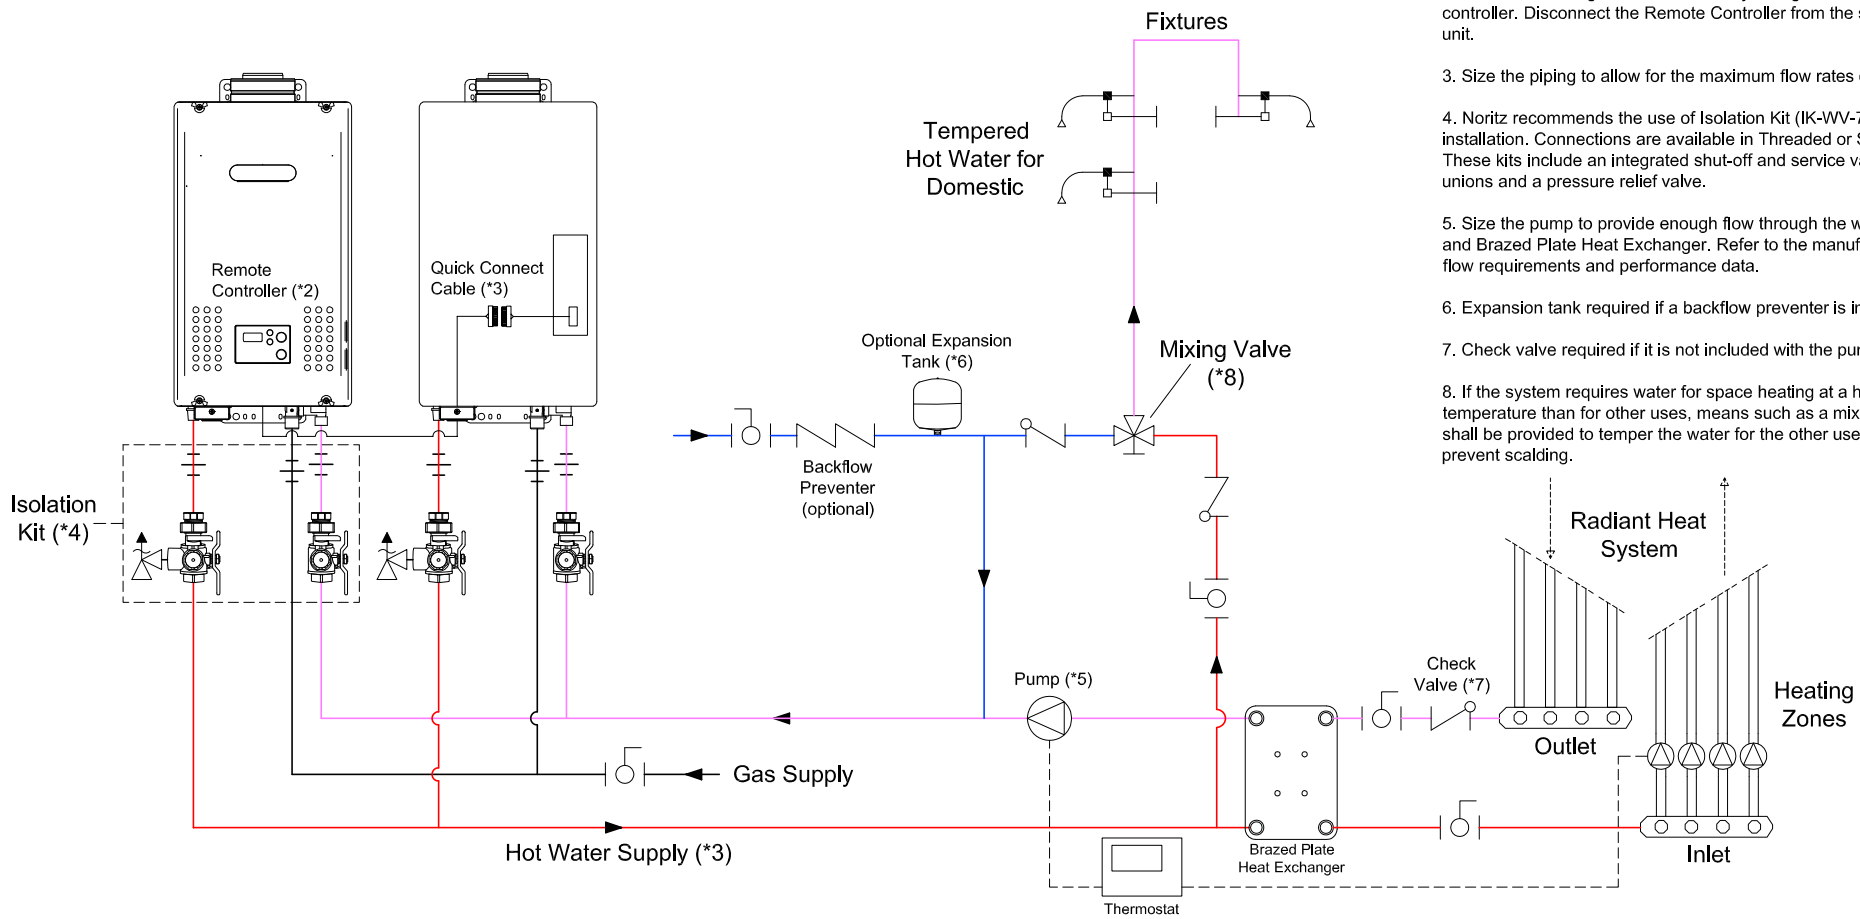 Fixtures
Tempered
Hot Water for
Domestic
Remote
Controller (*2)
Quick Connect
Cable (*3)
Optional Expansion
Tank (*6)
Mixing Valve
(*8)
Backflow
Preventer
(optional)
Isolation
Kit (*4)
Pump (*5)
Check
Valve (*7)
Radiant Heat
System
Heating
Zones
Outlet
Inlet
Gas Supply
Hot Water Supply (*3)
Brazed Plate
Heat Exchanger
Thermostat
controller. Disconnect the Remote Controller from the
unit.
3. Size the piping to allow for the maximum flow rates
4. Noritz recommends the use of Isolation Kit (IK-WV-
installation. Connections are available in Threaded or
These kits include an integrated shut-off and service
unions and a pressure relief valve.
5. Size the pump to provide enough flow through the
and Brazed Plate Heat Exchanger. Refer to the
flow requirements and performance data.
6. Expansion tank required if a backflow preventer is
7. Check valve required if it is not included with the
8. If the system requires water for space heating at a
temperature than for other uses, means such as a
shall be provided to temper the water for the other
prevent scalding.